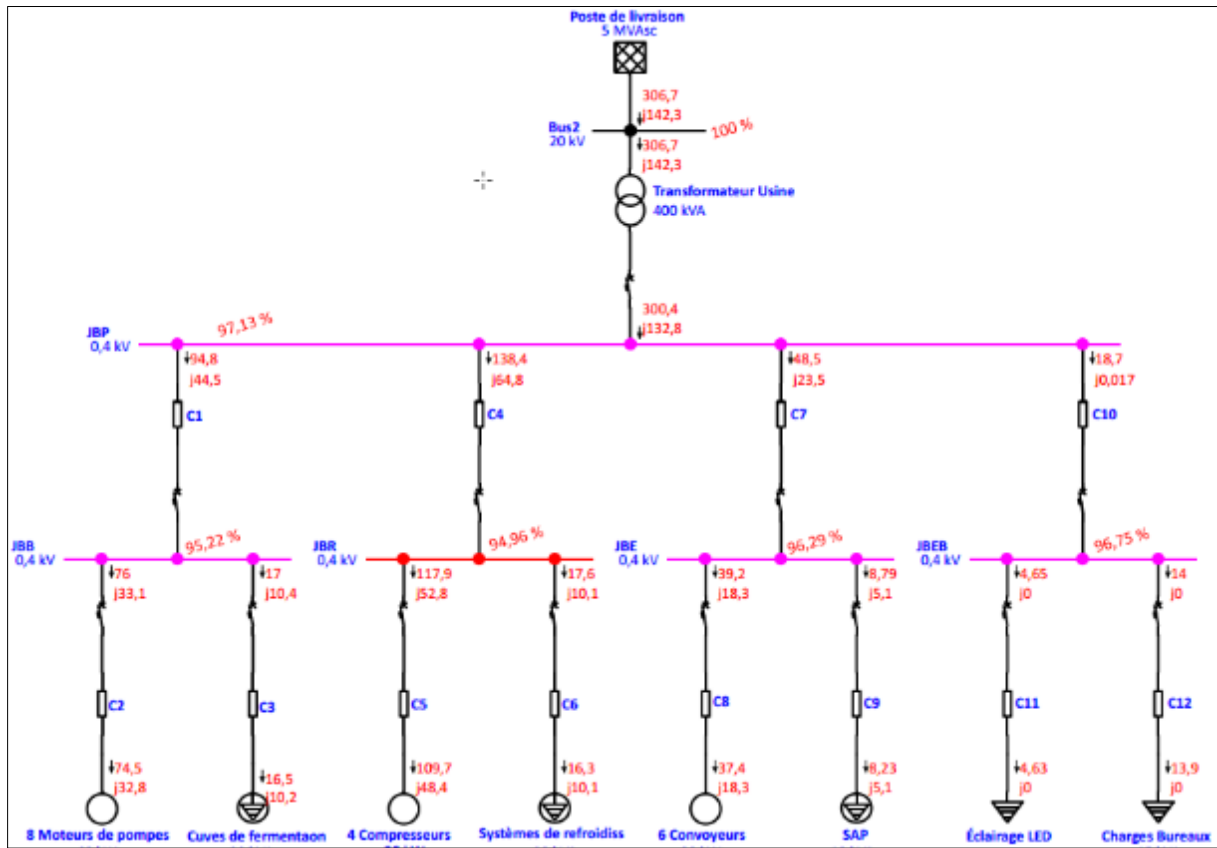 Poste de livraison
5 MVAsc
306,7
j142,3
Bus2
20 kV
100 %
306,7
j142,3
Transformateur Usîne
400 kVA
300,4
j132,8
JBP
0,4 kV
97,13 %
94,8
j44,5
138,4
j64,8
48,5
j23,5
18,7
j0,017
C1
C4
C7
C10
JBB
0,4 kV
95,22 %
JBR
0,4 kV
94,96 %
JBE
0,4 kV
96,29 %
JBEB
0,4 kV
96,75 %
76
j33,1
17
j10,4
117,9
j52,8
17,6
j10,1
39,2
j18,3
8,79
j5,1
4,65
j0
14
j0
C2
C3
C5
C6
C8
C9
C11
C12
74,5
j32,8
16,5
j10,2
109,7
j48,4
16,3
j10,1
37,4
j18,3
8,23
j5,1
4,63
j0
13,9
j0
8 Moteurs de pompes
Cuves de fermentaon
4 Compresseurs
Systèmes de refroidiss
6 Convoyeurs
SAP
Éclairage LED
Charges Bureaux